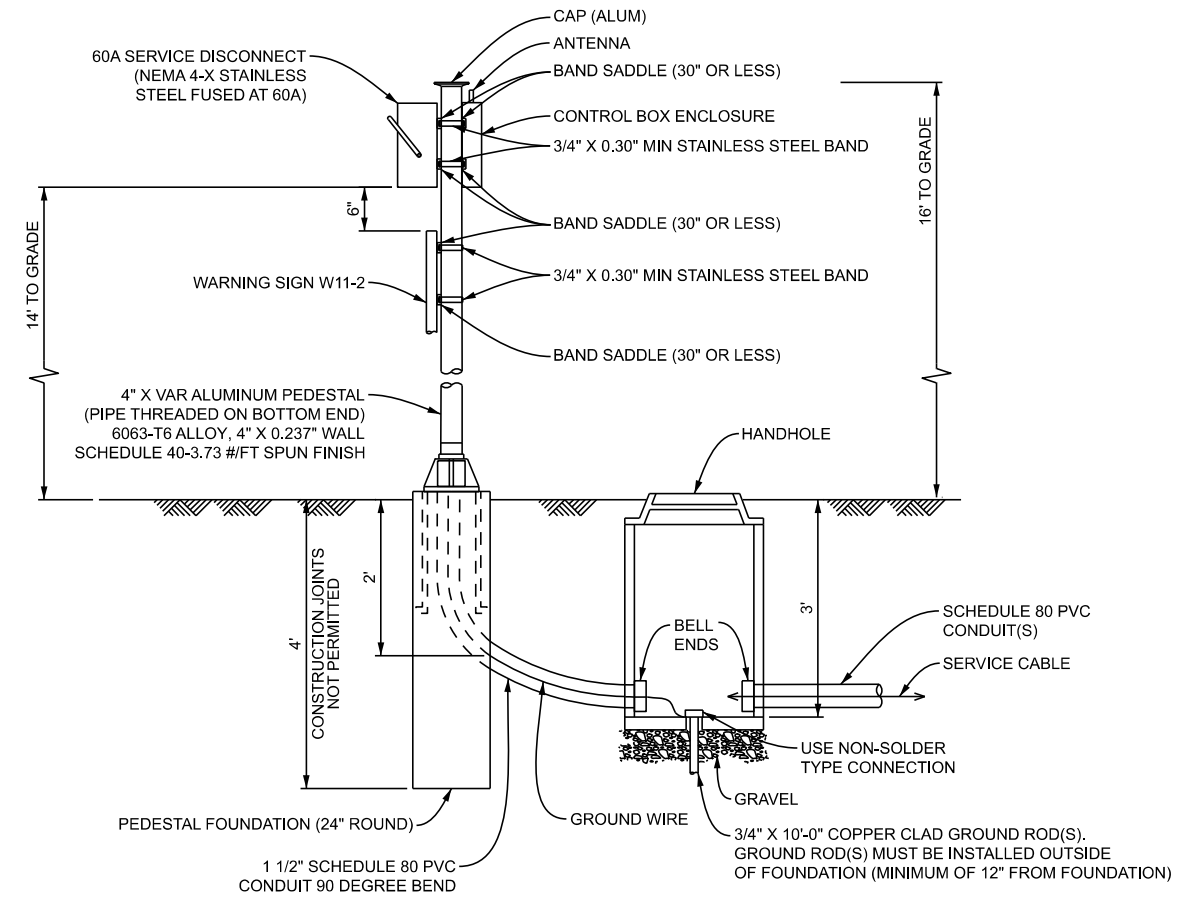 CAP (ALUM)
ANTENNA
60A SERVICE DISCONNECT
(NEMA 4-X STAINLESS
STEEL FUSED AT 60A)
BAND SADDLE (30" OR LESS)
CONTROL BOX ENCLOSURE
3/4" X 0.30" MIN STAINLESS STEEL BAND
14' TO GRADE
6"
16' TO GRADE
BAND SADDLE (30" OR LESS)
WARNING SIGN W11-2
3/4" X 0.30" MIN STAINLESS STEEL BAND
BAND SADDLE (30" OR LESS)
4" X VAR ALUMINUM PEDESTAL
(PIPE THREADED ON BOTTOM END)
6063-T6 ALLOY, 4" X 0.237" WALL
SCHEDULE 40-3.73 #/FT SPUN FINISH
HANDHOLE
4'
CONSTRUCTION JOINTS
NOT PERMITTED
2'
3'
BELL
ENDS
SCHEDULE 80 PVC
CONDUIT(S)
SERVICE CABLE
USE NON-SOLDER
TYPE CONNECTION
GRAVEL
PEDESTAL FOUNDATION (24" ROUND)
GROUND WIRE
1 1/2" SCHEDULE 80 PVC
CONDUIT 90 DEGREE BEND
3/4" X 10'-0" COPPER CLAD GROUND ROD(S).
GROUND ROD(S) MUST BE INSTALLED OUTSIDE
OF FOUNDATION (MINIMUM OF 12" FROM FOUNDATION)